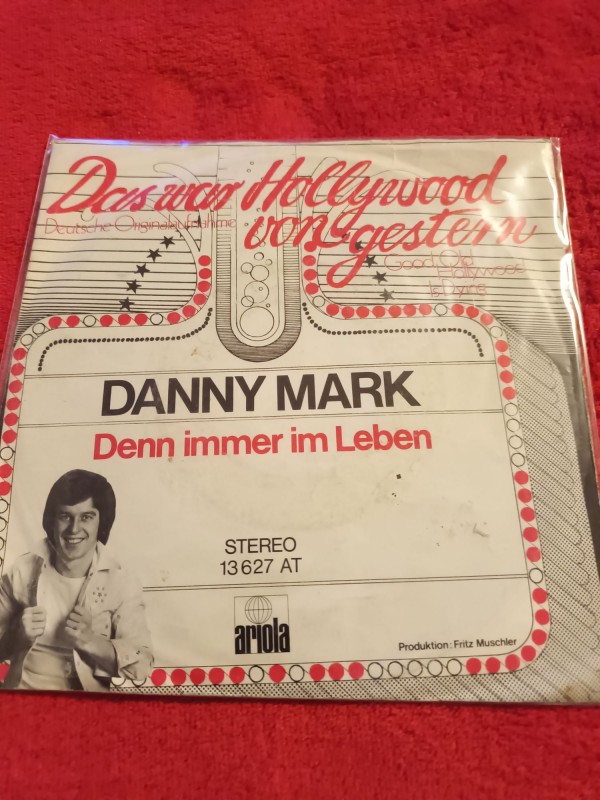 Das war Hollywood
von gestern
Deutsche Originalaufnahme
Good Old
Hollywood
Is Dying
DANNY MARK
Denn immer im Leben
STEREO
13 627 AT
ariola
Produktion: Fritz Muschler